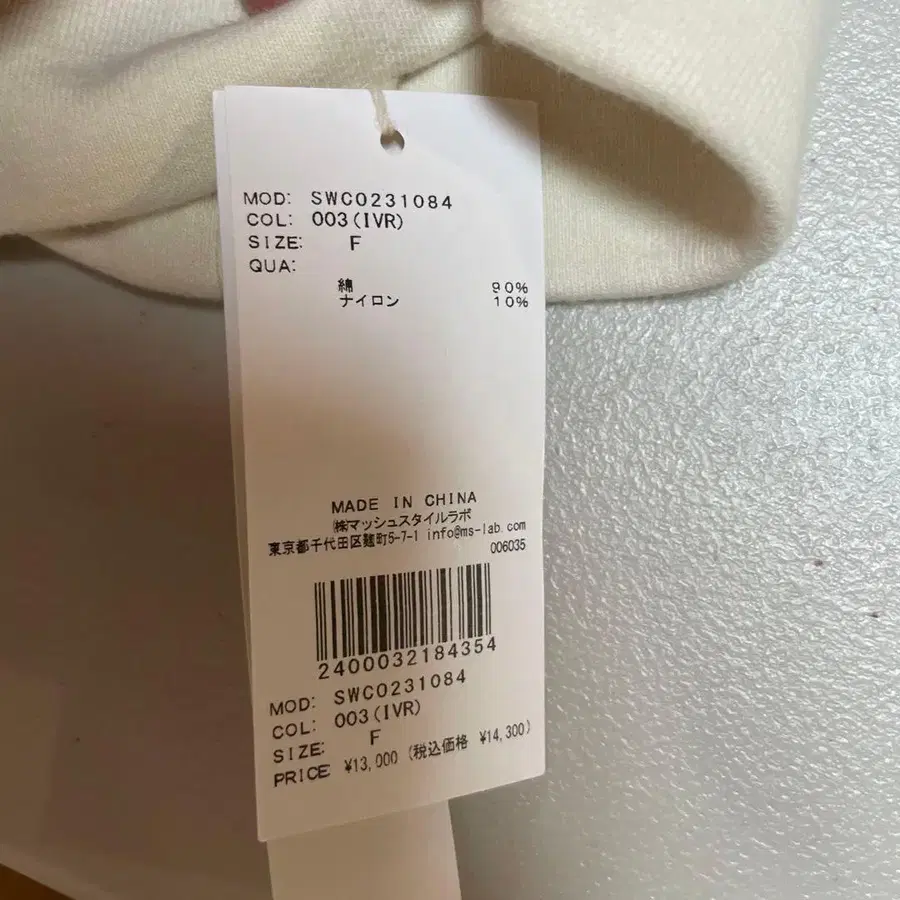 MOD: SWC0231084
COL: 003(IVR)
SIZE: F
QUA:
綿 90%
ナイロン 10%
MADE IN CHINA
㈱マッシュスタイルラボ
東京都千代田区麹町5-7-1 info@ms-lab.com
006035
2400032184354
MOD: SWC0231084
COL: 003(IVR)
SIZE: F
PRICE: ¥13,000 (税込価格 ¥14,300)